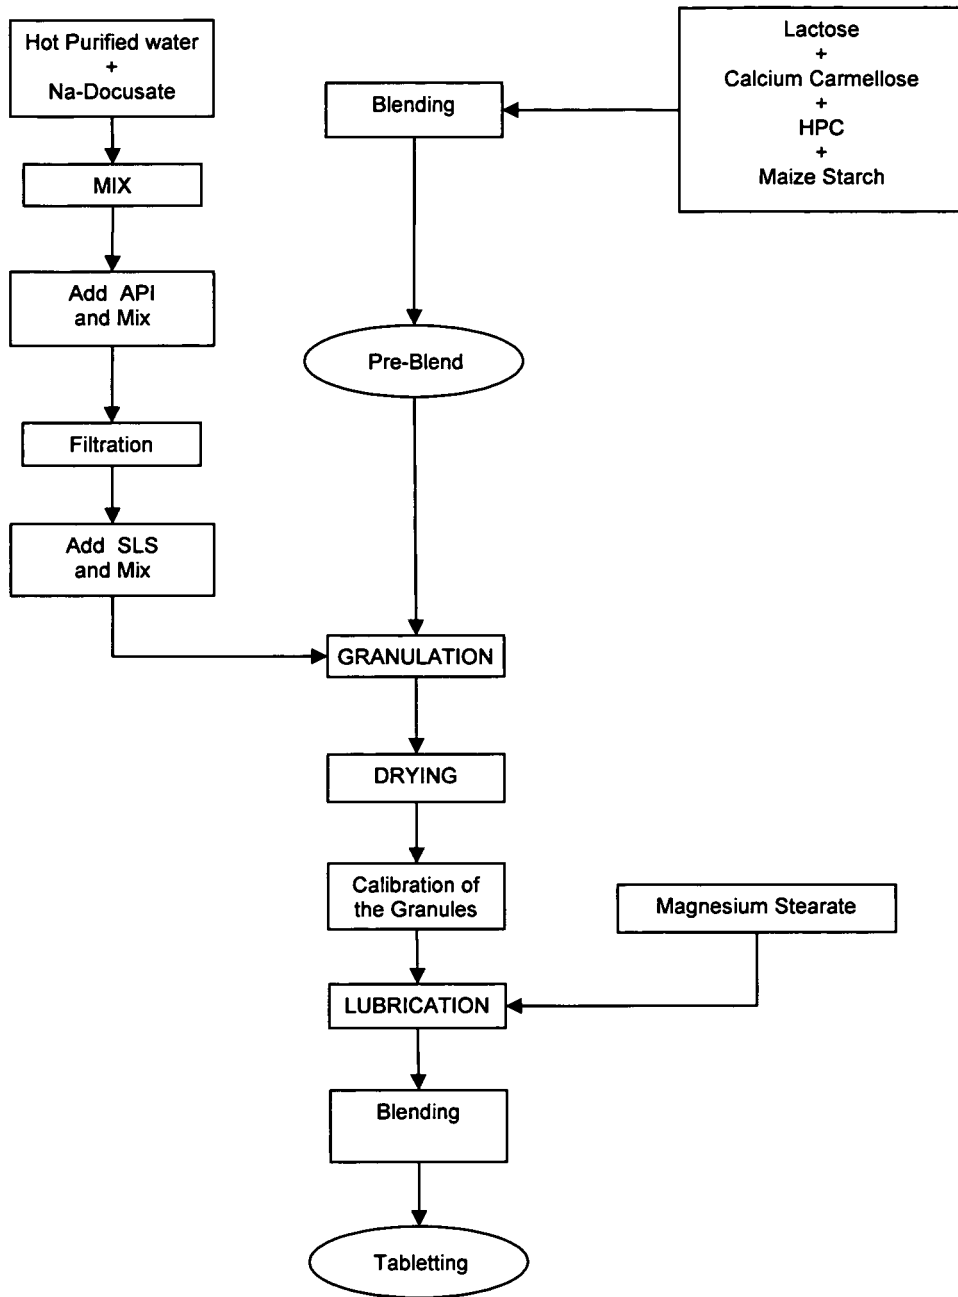 Hot Purified water
+
Na-Docusate
MIX
Add API
and Mix
Filtration
Add SLS
and Mix
Blending
Lactose
+
Calcium Carmellose
+
HPC
+
Maize Starch
Pre-Blend
GRANULATION
DRYING
Calibration of
the Granules
Magnesium Stearate
LUBRICATION
Blending
Tabletting